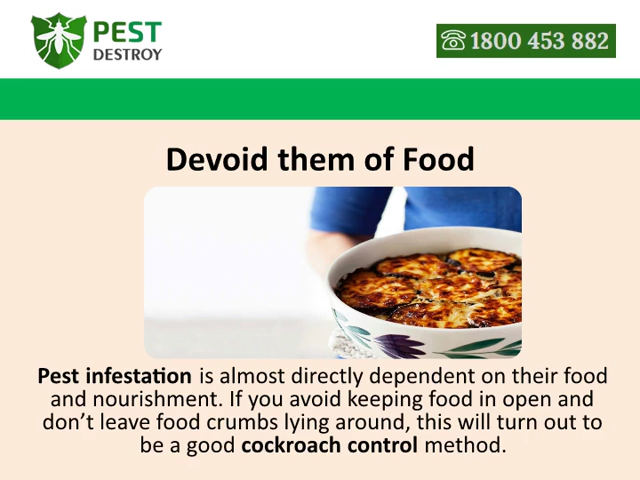 PEST
DESTROY
1800 453 882
Devoid them of Food
Pest infestation is almost directly dependent on their food
and nourishment. If you avoid keeping food in open and
don’t leave food crumbs lying around, this will turn out to
be a good cockroach control method.